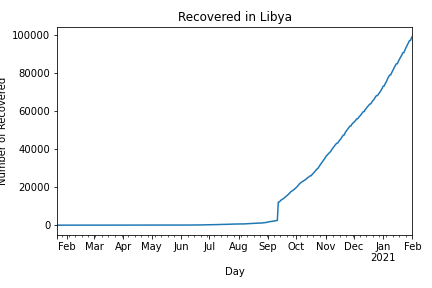 Recovered in Libya
100000
80000
60000
40000
20000
0
Number of Recovered
Feb Mar Apr May Jun Jul Aug Sep Oct Nov Dec Jan Feb
2021
Day